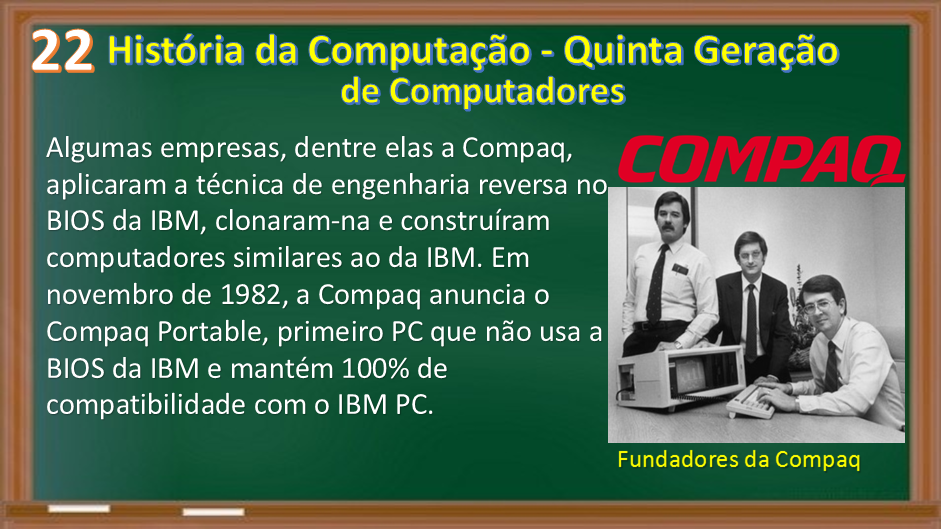 22 História da Computação - Quinta Geração
de Computadores
Algumas empresas, dentre elas a Compaq,
aplicaram a técnica de engenharia reversa no
BIOS da IBM, clonaram-na e construíram
computadores similares ao da IBM. Em
novembro de 1982, a Compaq anuncia o
Compaq Portable, primeiro PC que não usa a
BIOS da IBM e mantém 100% de
compatibilidade com o IBM PC.
COMPAQ
Fundadores da Compaq